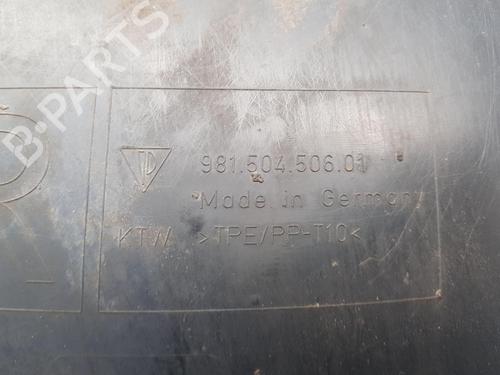 B-PARTS
981.504.506.01
Made in Germany
KTW >TPE/PP-T10<